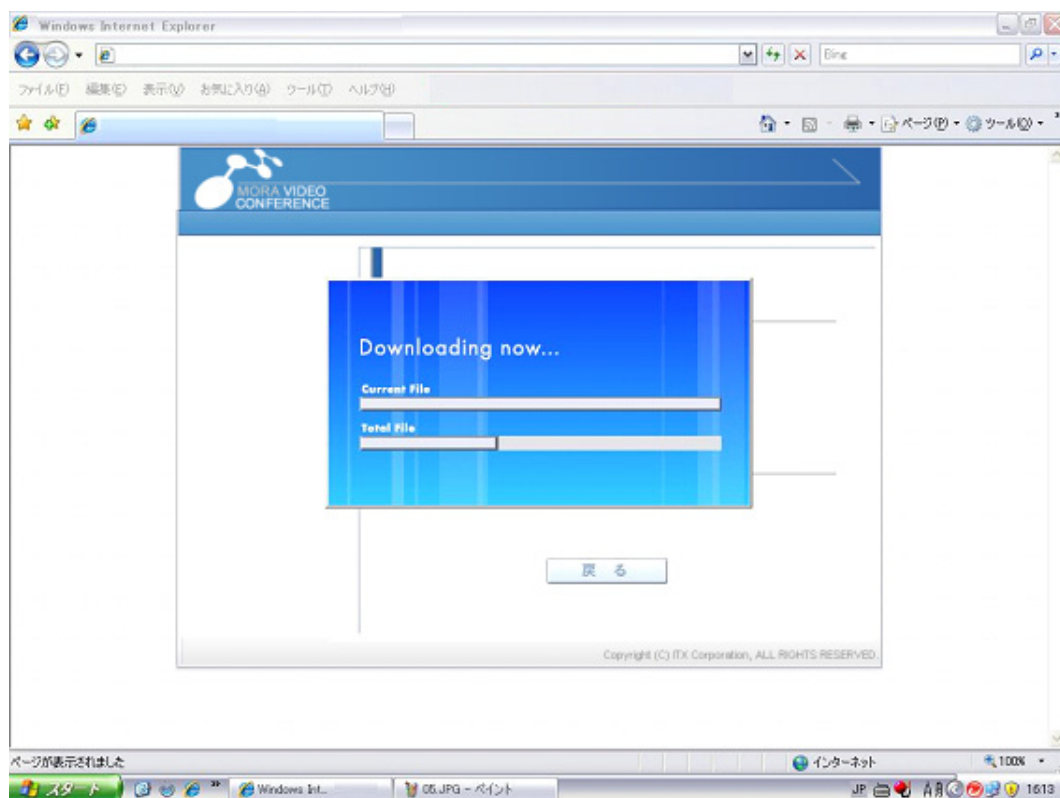 Windows Internet Explorer
Bing
ファイル(F) 編集(E) 表示(V) お気に入り(A) ツール(T) ヘルプ(H)
ページ(P) ツール(O)
MORA VIDEO
CONFERENCE
Downloading now...
Current File
Total File
戻る
Copyright (C) ITX Corporation, ALL RIGHTS RESERVED.
ページが表示されました
インターネット
100%
スタート
Windows Int...
05.JPG - ペイント
JP
A般
16:13